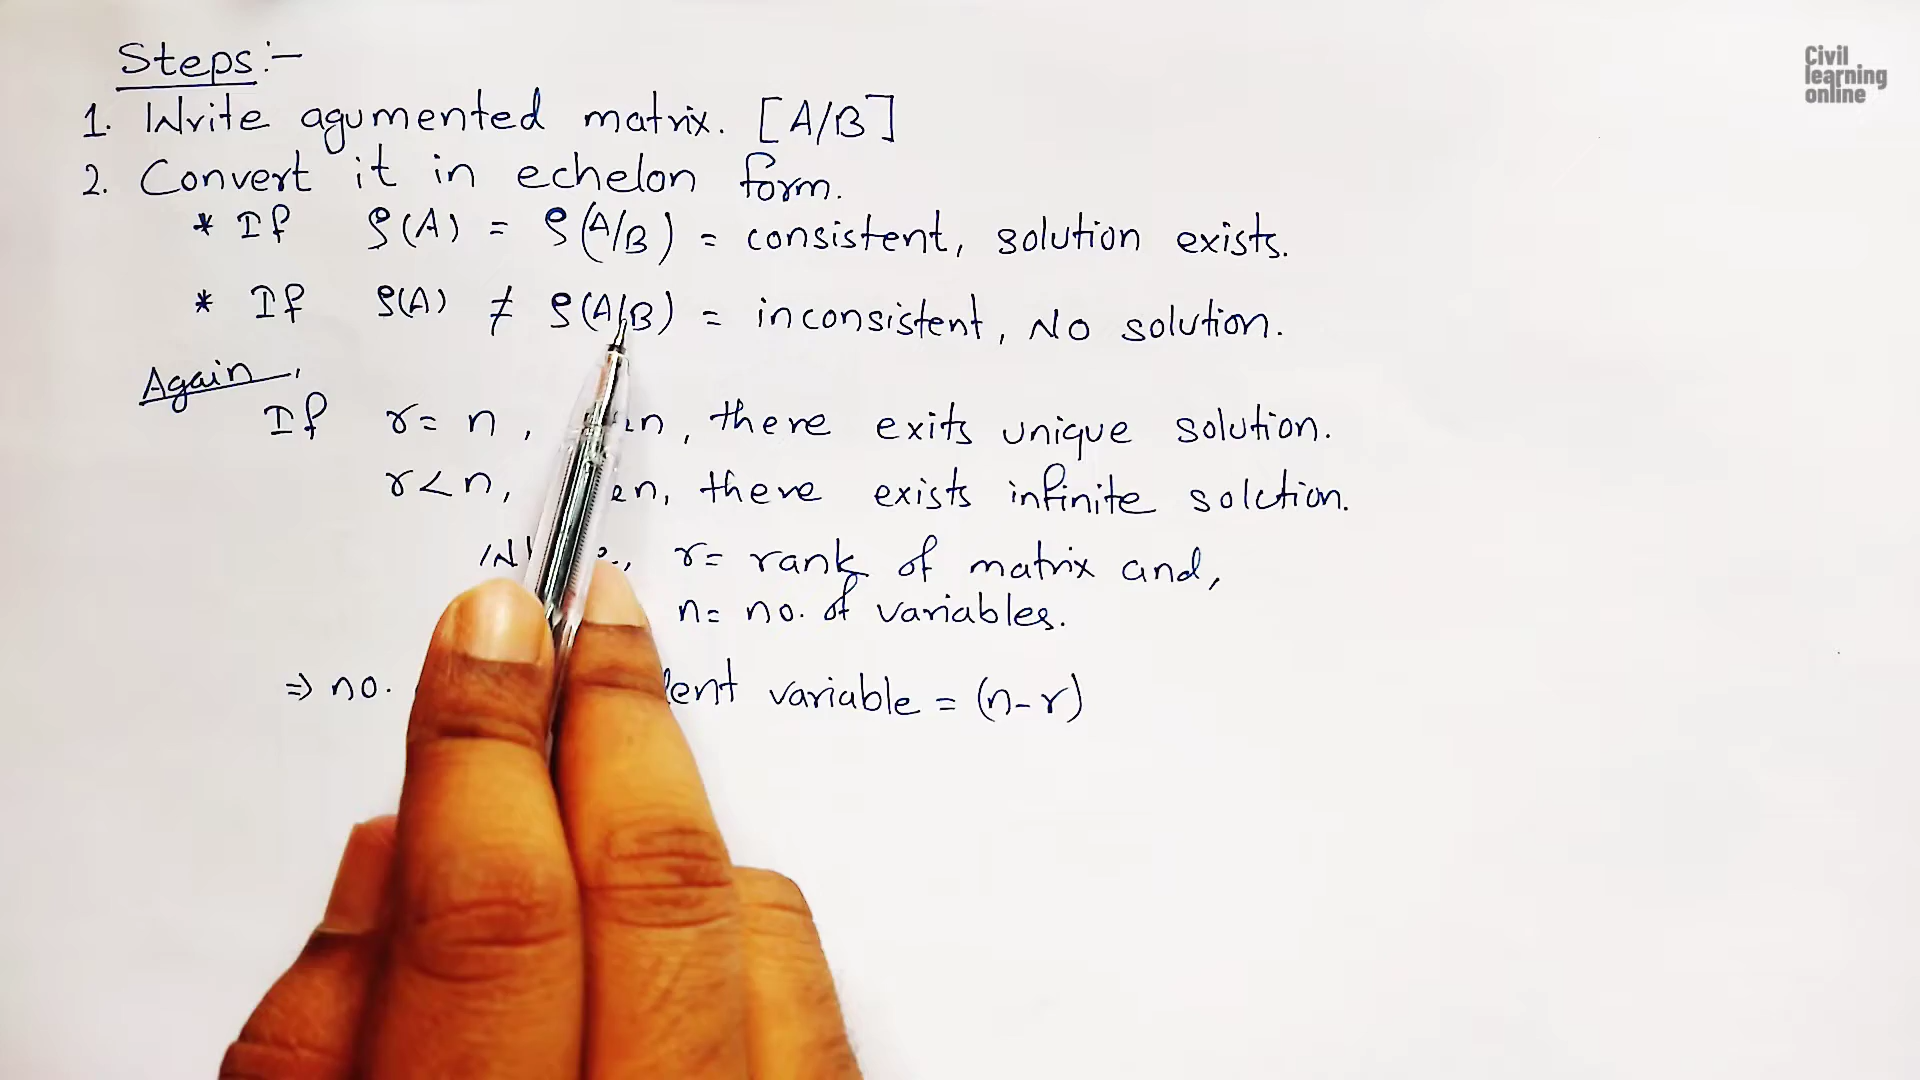 Steps:-
1. Write agumented matrix. [A/B]
2. Convert it in echelon form.
* If ρ(A) = ρ(A/B) = consistent, solution exists.
* If ρ(A) ≠ ρ(A/B) = inconsistent, No solution.
Again,
If r = n, there exits unique solution.
r < n, there exists infinite solution.
r = rank of matrix and,
n = no. of variables.
⇒ no. variable = (n-r)
Civil
learning
online